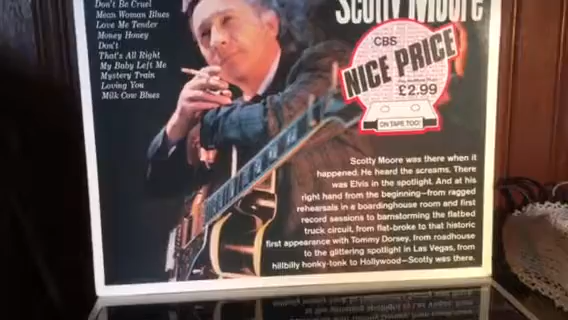 Don't Be Cruel
Mean Woman Blues
Love Me Tender
Money Honey
Don't
That's All Right
My Baby Left Me
Mystery Train
Loving You
Milk Cow Blues
Scotty Moore
CBS
NICE PRICE
£2.99
ON TAPE TOO!
Scotty Moore was there when it
happened. He heard the screams. There
was Elvis in the spotlight. And at his
right hand from the beginning—from ragged
rehearsals in a boardinghouse room and first
record sessions to barnstorming the flatbed
truck circuit, from flat-broke to that historic
first appearance with Tommy Dorsey, from roadhouse
to the glittering spotlight in Las Vegas, from
hillbilly honky-tonk to Hollywood—Scotty was there.